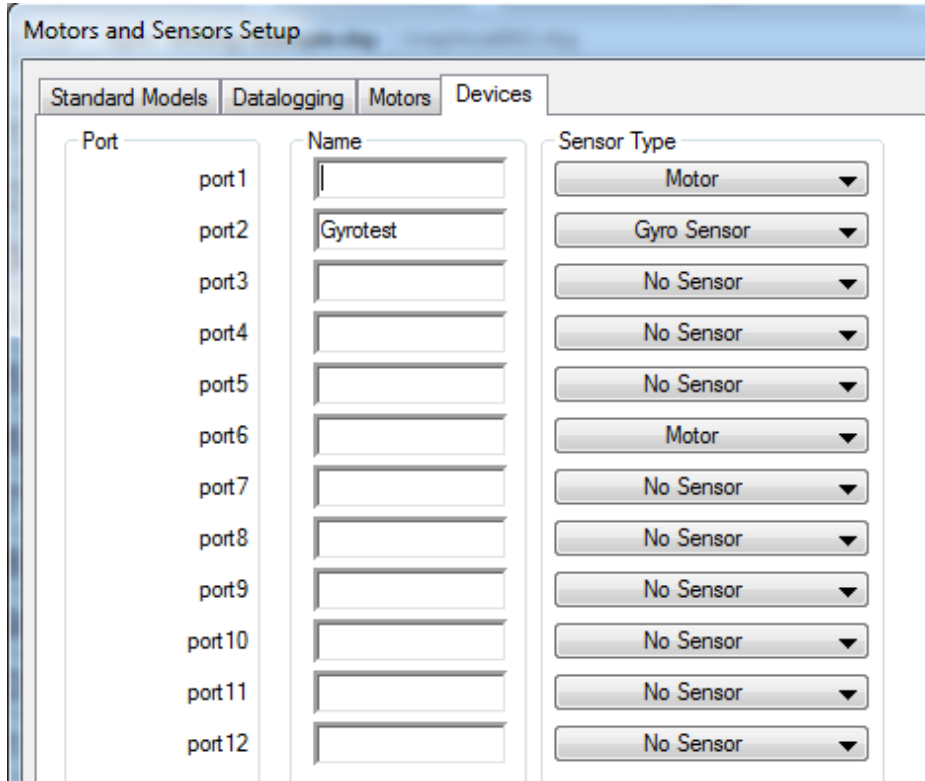 Motors and Sensors Setup
Standard Models Datalogging Motors Devices
Port Name Sensor Type
port1 Motor
port2 Gyrotest Gyro Sensor
port3 No Sensor
port4 No Sensor
port5 No Sensor
port6 Motor
port7 No Sensor
port8 No Sensor
port9 No Sensor
port10 No Sensor
port11 No Sensor
port12 No Sensor